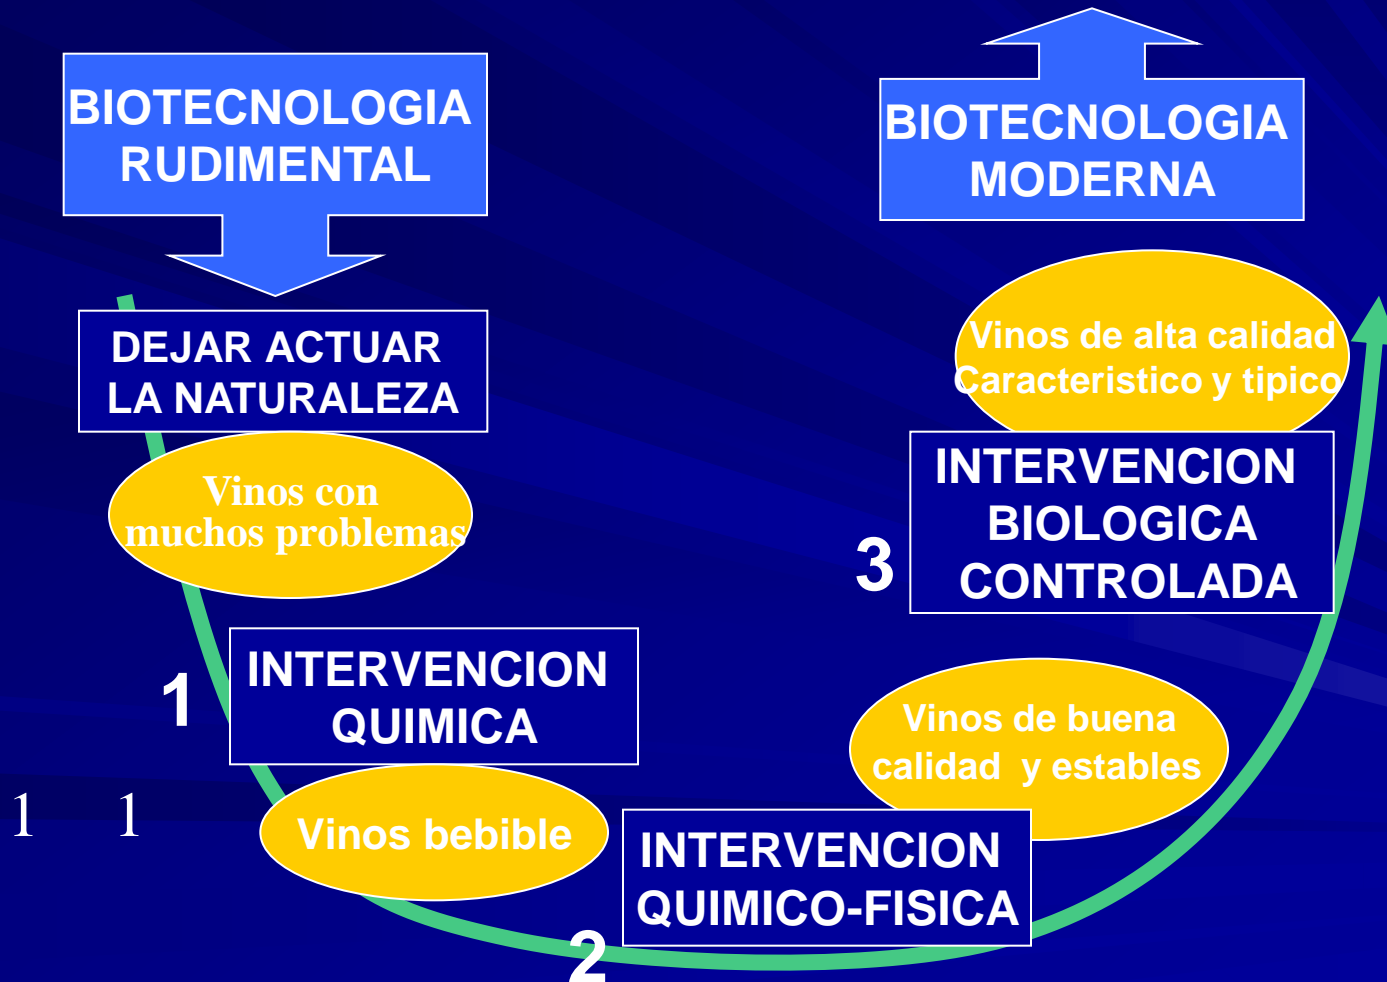 BIOTECNOLOGIA
RUDIMENTAL
DEJAR ACTUAR
LA NATURALEZA
Vinos con
muchos problemas
1
INTERVENCION
QUIMICA
1 1
Vinos bebible
2
INTERVENCION
QUIMICO-FISICA
Vinos de buena
calidad y estables
3
INTERVENCION
BIOLOGICA
CONTROLADA
Vinos de alta calidad
Caracteristico y tipico
BIOTECNOLOGIA
MODERNA